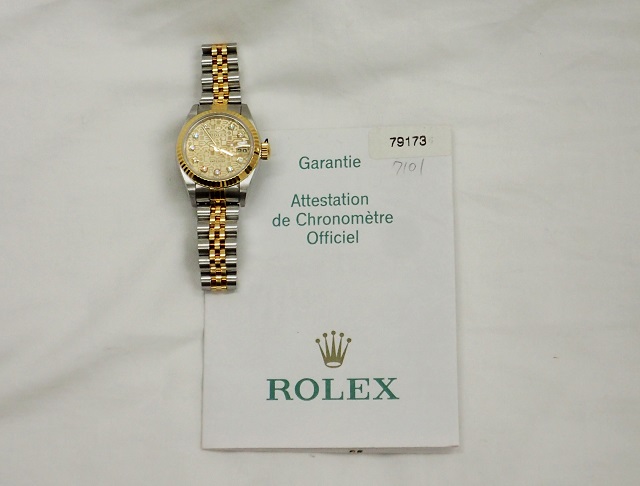 79173
7101
Garantie
Attestation
de Chronomètre
Officiel
ROLEX